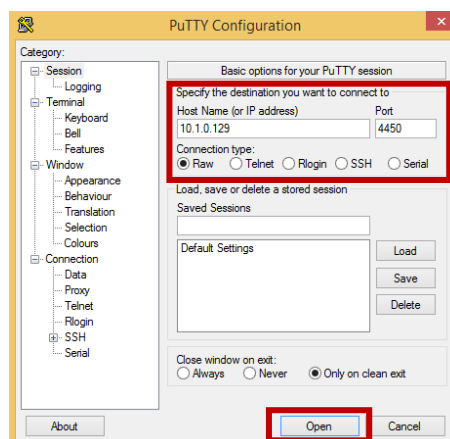 PuTTY Configuration
Category:
Session
Logging
Terminal
Keyboard
Bell
Features
Window
Appearance
Behaviour
Translation
Selection
Colours
Connection
Data
Proxy
Telnet
Rlogin
SSH
Serial
Basic options for your PuTTY session
Specify the destination you want to connect to
Host Name (or IP address) Port
10.1.0.129 4450
Connection type:
Raw Telnet Rlogin SSH Serial
Load, save or delete a stored session
Saved Sessions
Default Settings
Load
Save
Delete
Close window on exit:
Always Never Only on clean exit
About Open Cancel